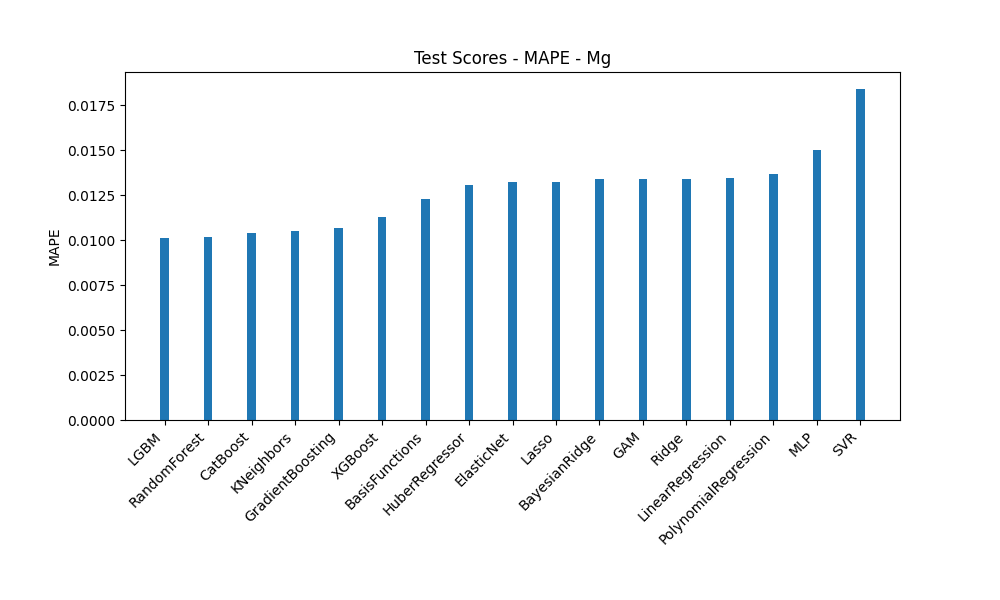 Test Scores - MAPE - Mg
MAPE
0.0175
0.0150
0.0125
0.0100
0.0075
0.0050
0.0025
0.0000
LGBM
RandomForest
CatBoost
KNeighbors
GradientBoosting
XGBoost
BasisFunctions
HuberRegressor
ElasticNet
Lasso
BayesianRidge
GAM
Ridge
LinearRegression
PolynomialRegression
MLP
SVR